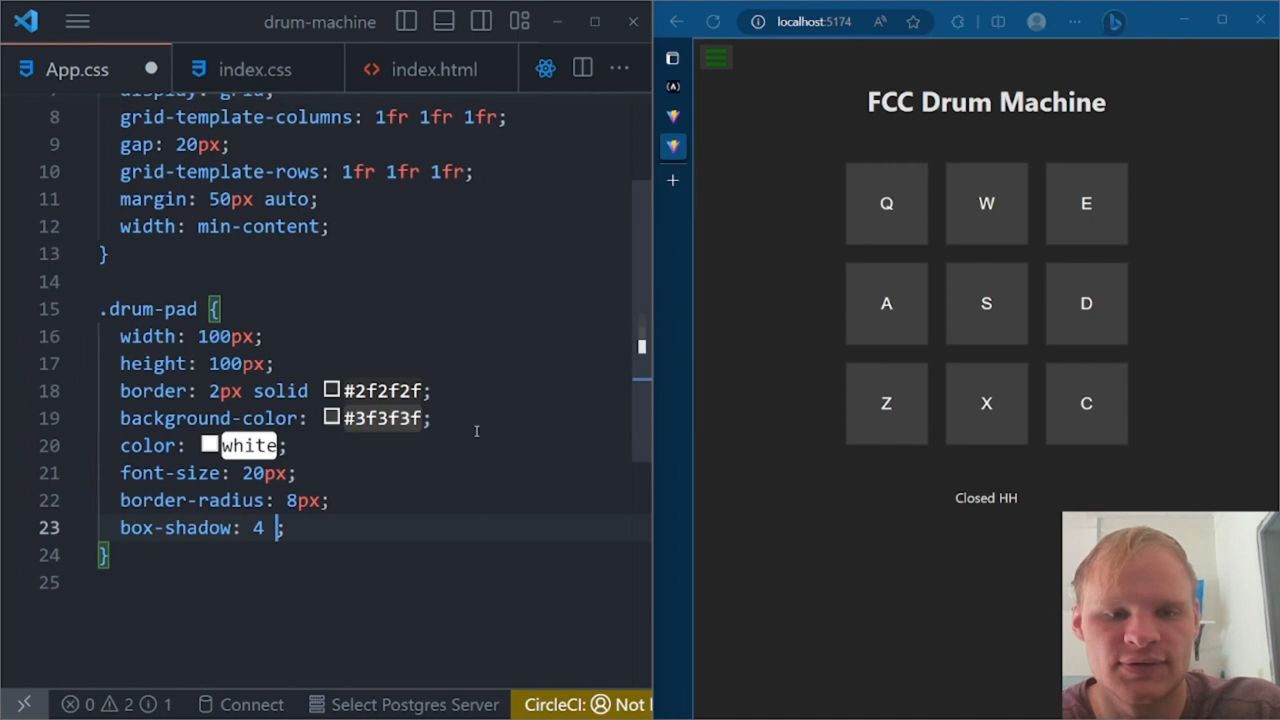 drum-machine
App.css
index.css
index.html
display: grid;
8 grid-template-columns: 1fr 1fr 1fr;
9 gap: 20px;
10 grid-template-rows: 1fr 1fr 1fr;
11 margin: 50px auto;
12 width: min-content;
13 }
14
15 .drum-pad {
16 width: 100px;
17 height: 100px;
18 border: 2px solid #2f2f2f;
19 background-color: #3f3f3f;
20 color: white;
21 font-size: 20px;
22 border-radius: 8px;
23 box-shadow: 4 ;
24 }
25
0 2 1 Connect Select Postgres Server CircleCI: Not
localhost:5174
FCC Drum Machine
Q W E
A S D
Z X C
Closed HH